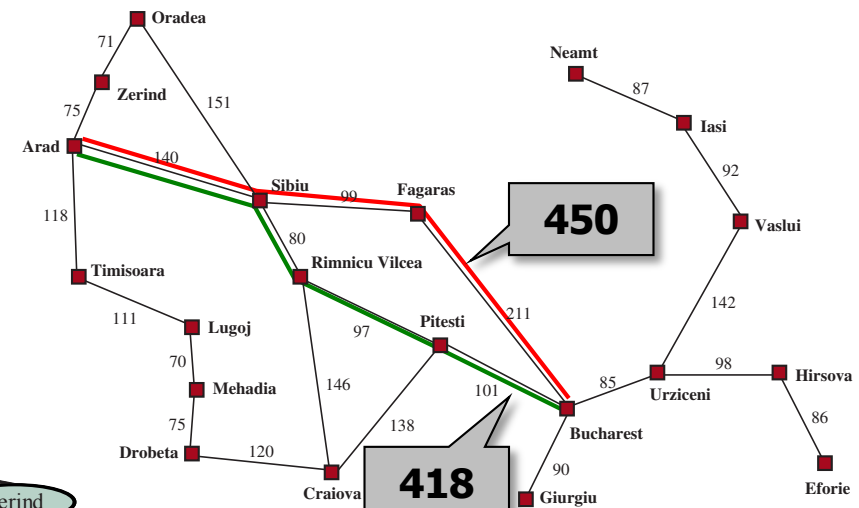 Oradea
71
Neamt
87
Zerind
151
75
Iasi
Arad
140
92
Sibiu
99
Fagaras
450
118
80
Vaslui
Timisoara
Rimnicu Vilcea
211
142
111
Lugoj
97
Pitesti
70
98
85
Hirsova
Mehadia
146
101
Urziceni
75
138
86
Bucharest
Drobeta
120
90
418
Craiova
Giurgiu
Eforie
erind